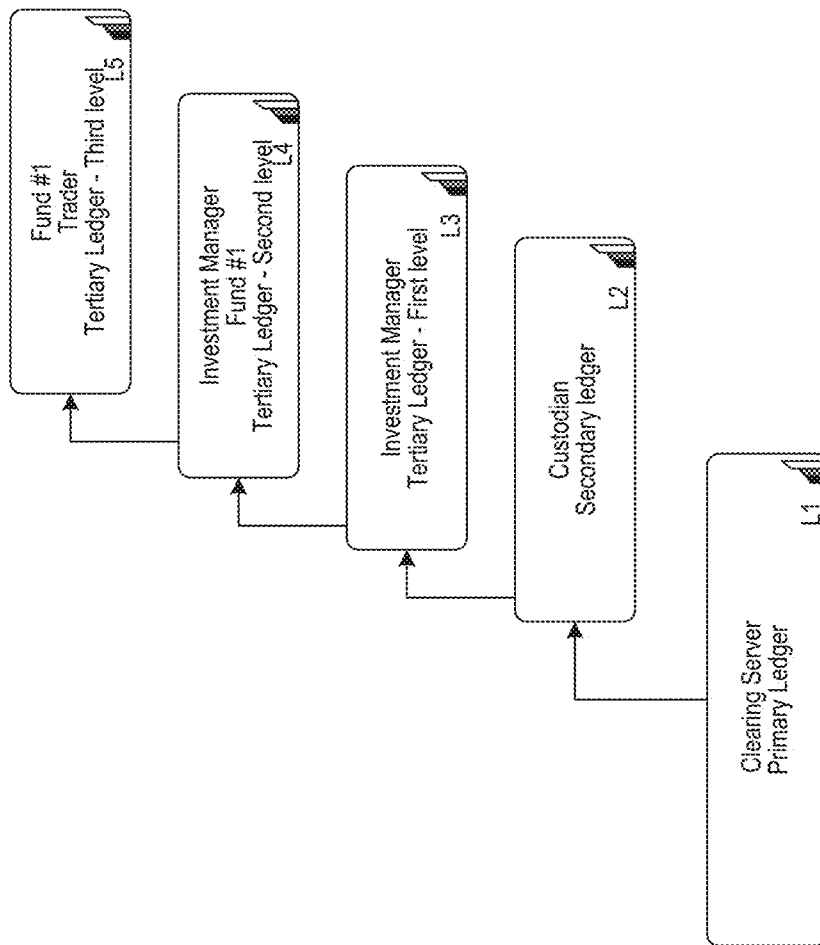 Fund #1
Trader
Tertiary Ledger - Third level
L5
Investment Manager
Fund #1
Tertiary Ledger - Second level
L4
Investment Manager
Tertiary Ledger - First level
L3
Custodian
Secondary ledger
L2
Clearing Server
Primary Ledger
L1